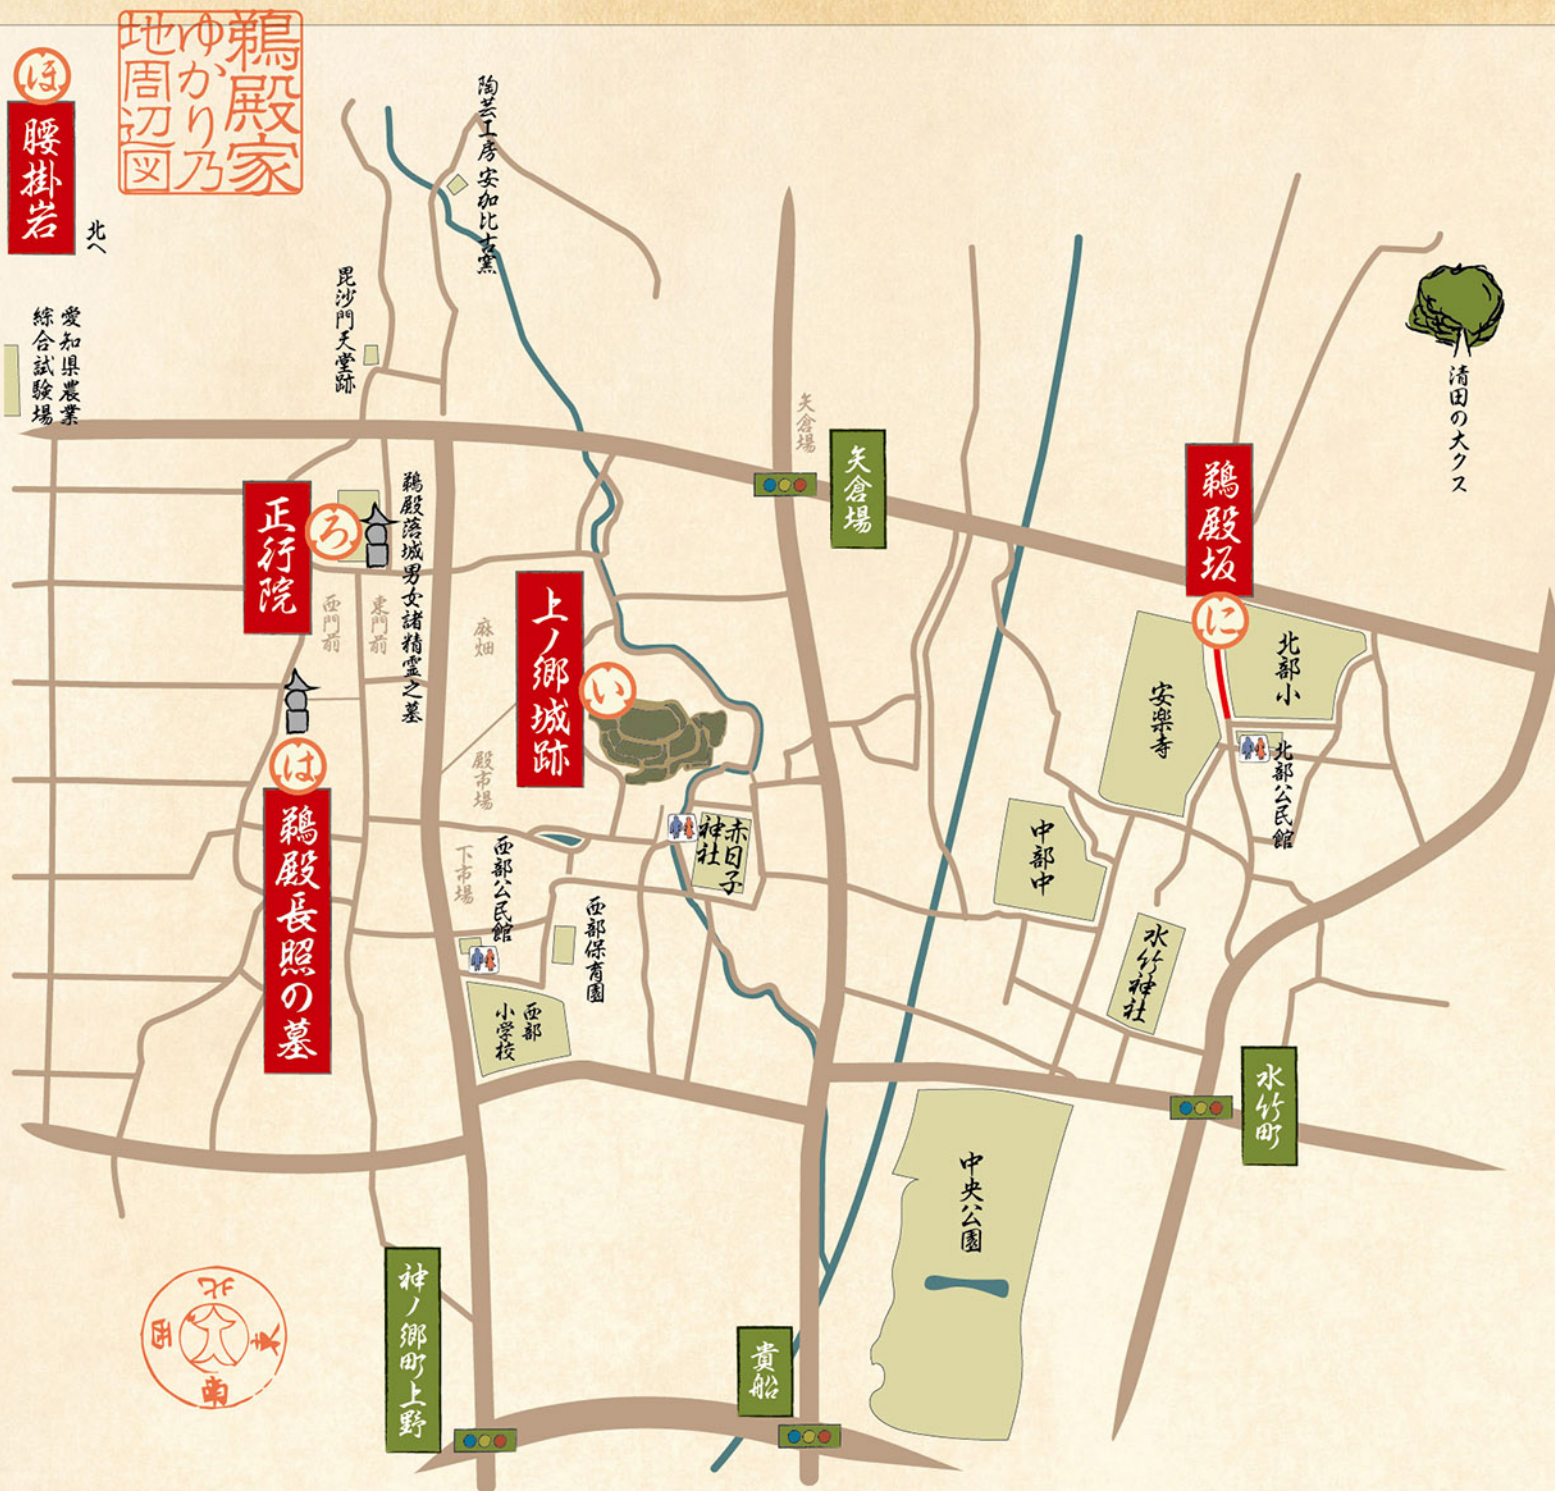 鵜殿家
ゆかり乃
地周辺図
ほ
腰掛岩
北へ
愛知県農業
綜合試験場
陶芸工房 安加比古窯
毘沙門天堂跡
矢倉場
矢倉場
清田の大クス
鵜殿坂
に
北部小
安楽寺
北部公民館
正行院
ろ
鵜殿落城男女諸精霊之墓
西門前
東門前
麻畑
上ノ郷城跡
い
殿市場
下市場
は
鵜殿長照の墓
赤日子
神社
西部公民館
西部保育園
西部
小学校
中部中
水竹神社
水竹町
中央公園
神ノ郷町上野
貴船
北
東
南
西